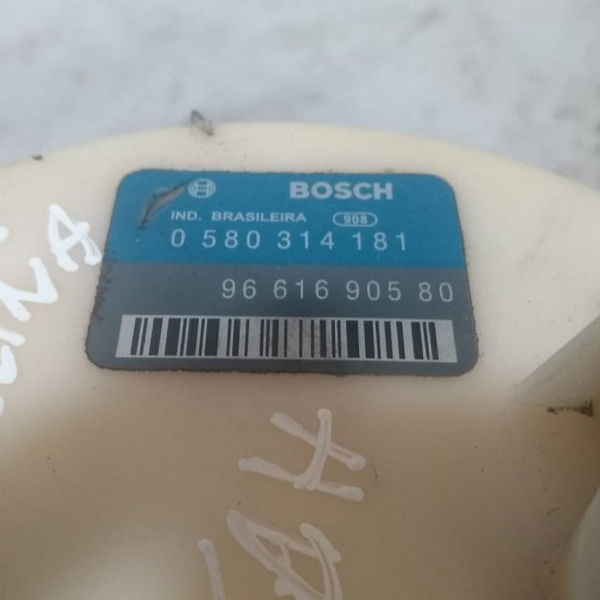 BOSCH
IND. BRASILEIRA 908
0 580 314 181
96 616 905 80